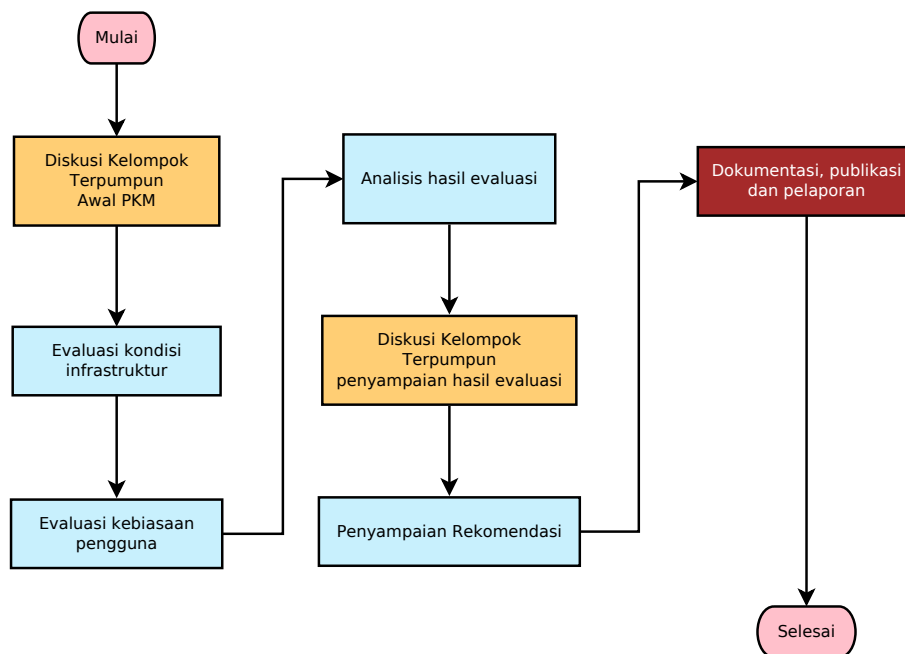 Mulai
Diskusi Kelompok
Terpumpun
Awal PKM
Evaluasi kondisi
infrastruktur
Evaluasi kebiasaan
pengguna
Analisis hasil evaluasi
Diskusi Kelompok
Terpumpun
penyampaian hasil evaluasi
Penyampaian Rekomendasi
Dokumentasi, publikasi
dan pelaporan
Selesai